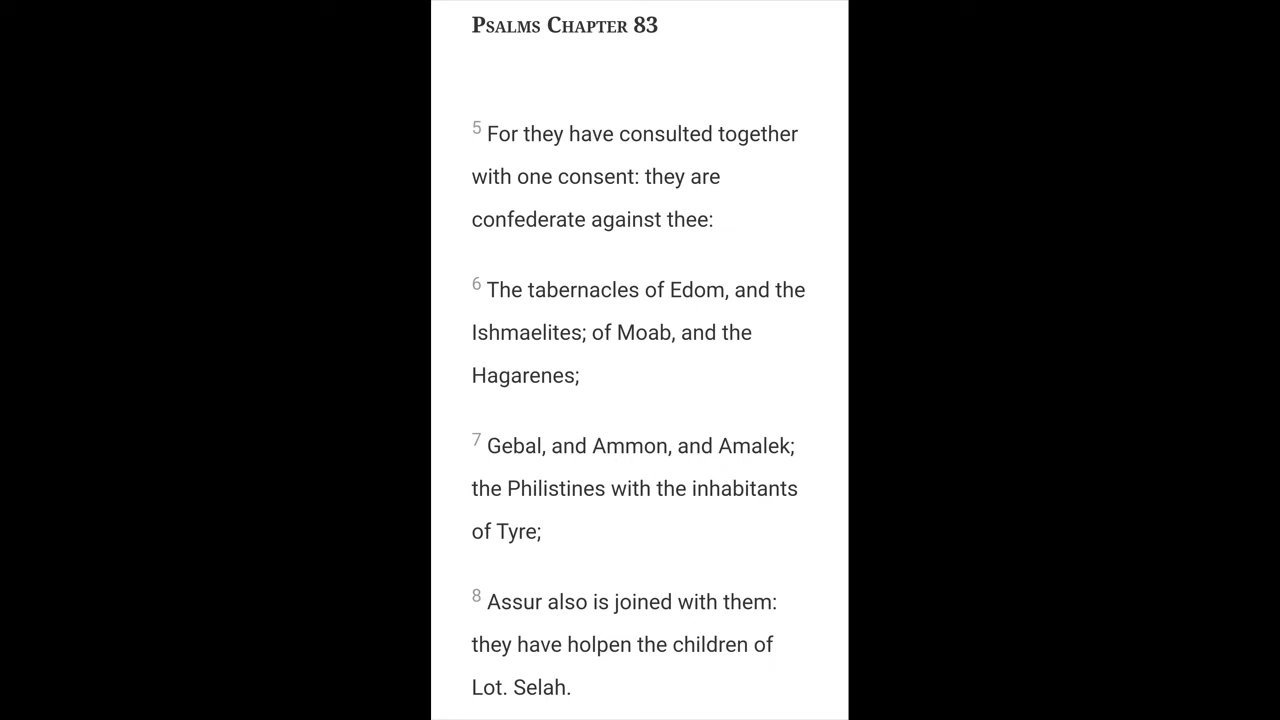 Psalms Chapter 83
5 For they have consulted together
with one consent: they are
confederate against thee:
6 The tabernacles of Edom, and the
Ishmaelites; of Moab, and the
Hagarenes;
7 Gebal, and Ammon, and Amalek;
the Philistines with the inhabitants
of Tyre;
8 Assur also is joined with them:
they have holpen the children of
Lot. Selah.